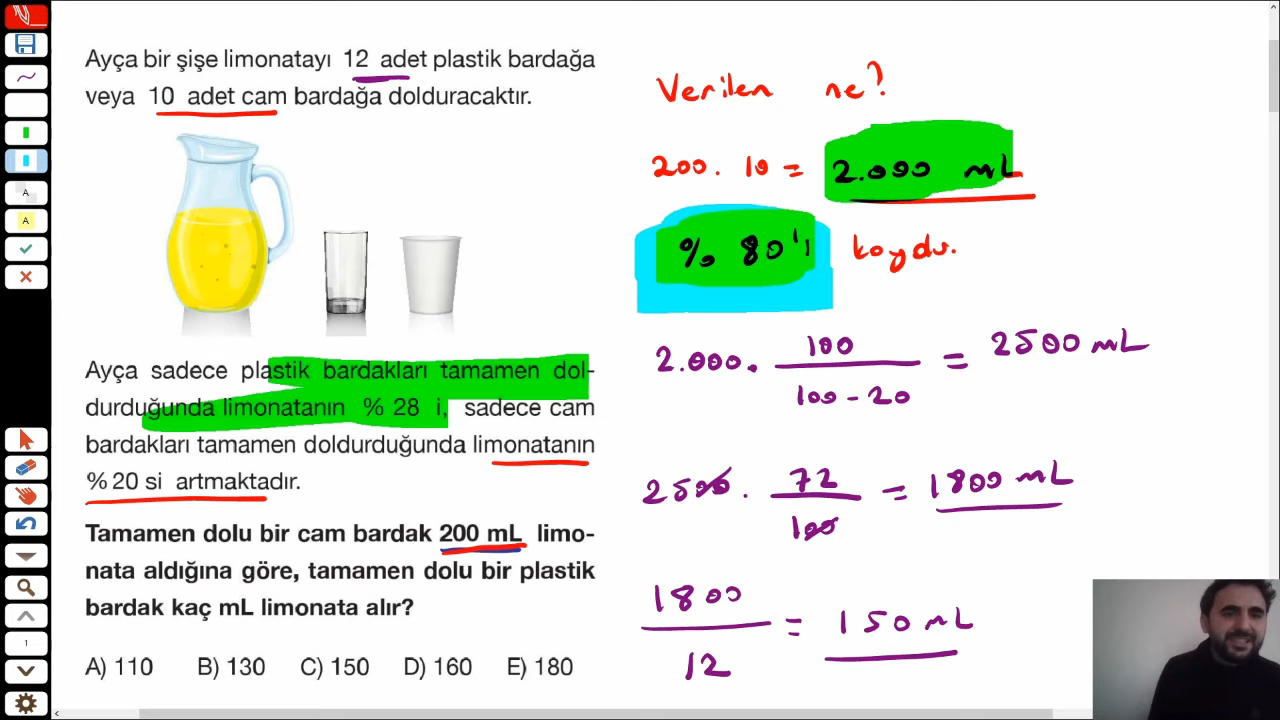 Ayça bir şişe limonatayı 12 adet plastik bardağa
veya 10 adet cam bardağa dolduracaktır.
Ayça sadece plastik bardakları tamamen dol-
durduğunda limonatanın % 28 i, sadece cam
bardakları tamamen doldurduğunda limonatanın
% 20 si artmaktadır.
Tamamen dolu bir cam bardak 200 mL limo-
nata aldığına göre, tamamen dolu bir plastik
bardak kaç mL limonata alır?
A) 110 B) 130 C) 150 D) 160 E) 180
Verilen ne?
200. 10 = 2.000 mL
% 80'i koydu.
2.000. 100 / 100 - 20 = 2500 mL
2500. 72 / 100 = 1800 mL
1800 / 12 = 150 mL
A
A
1